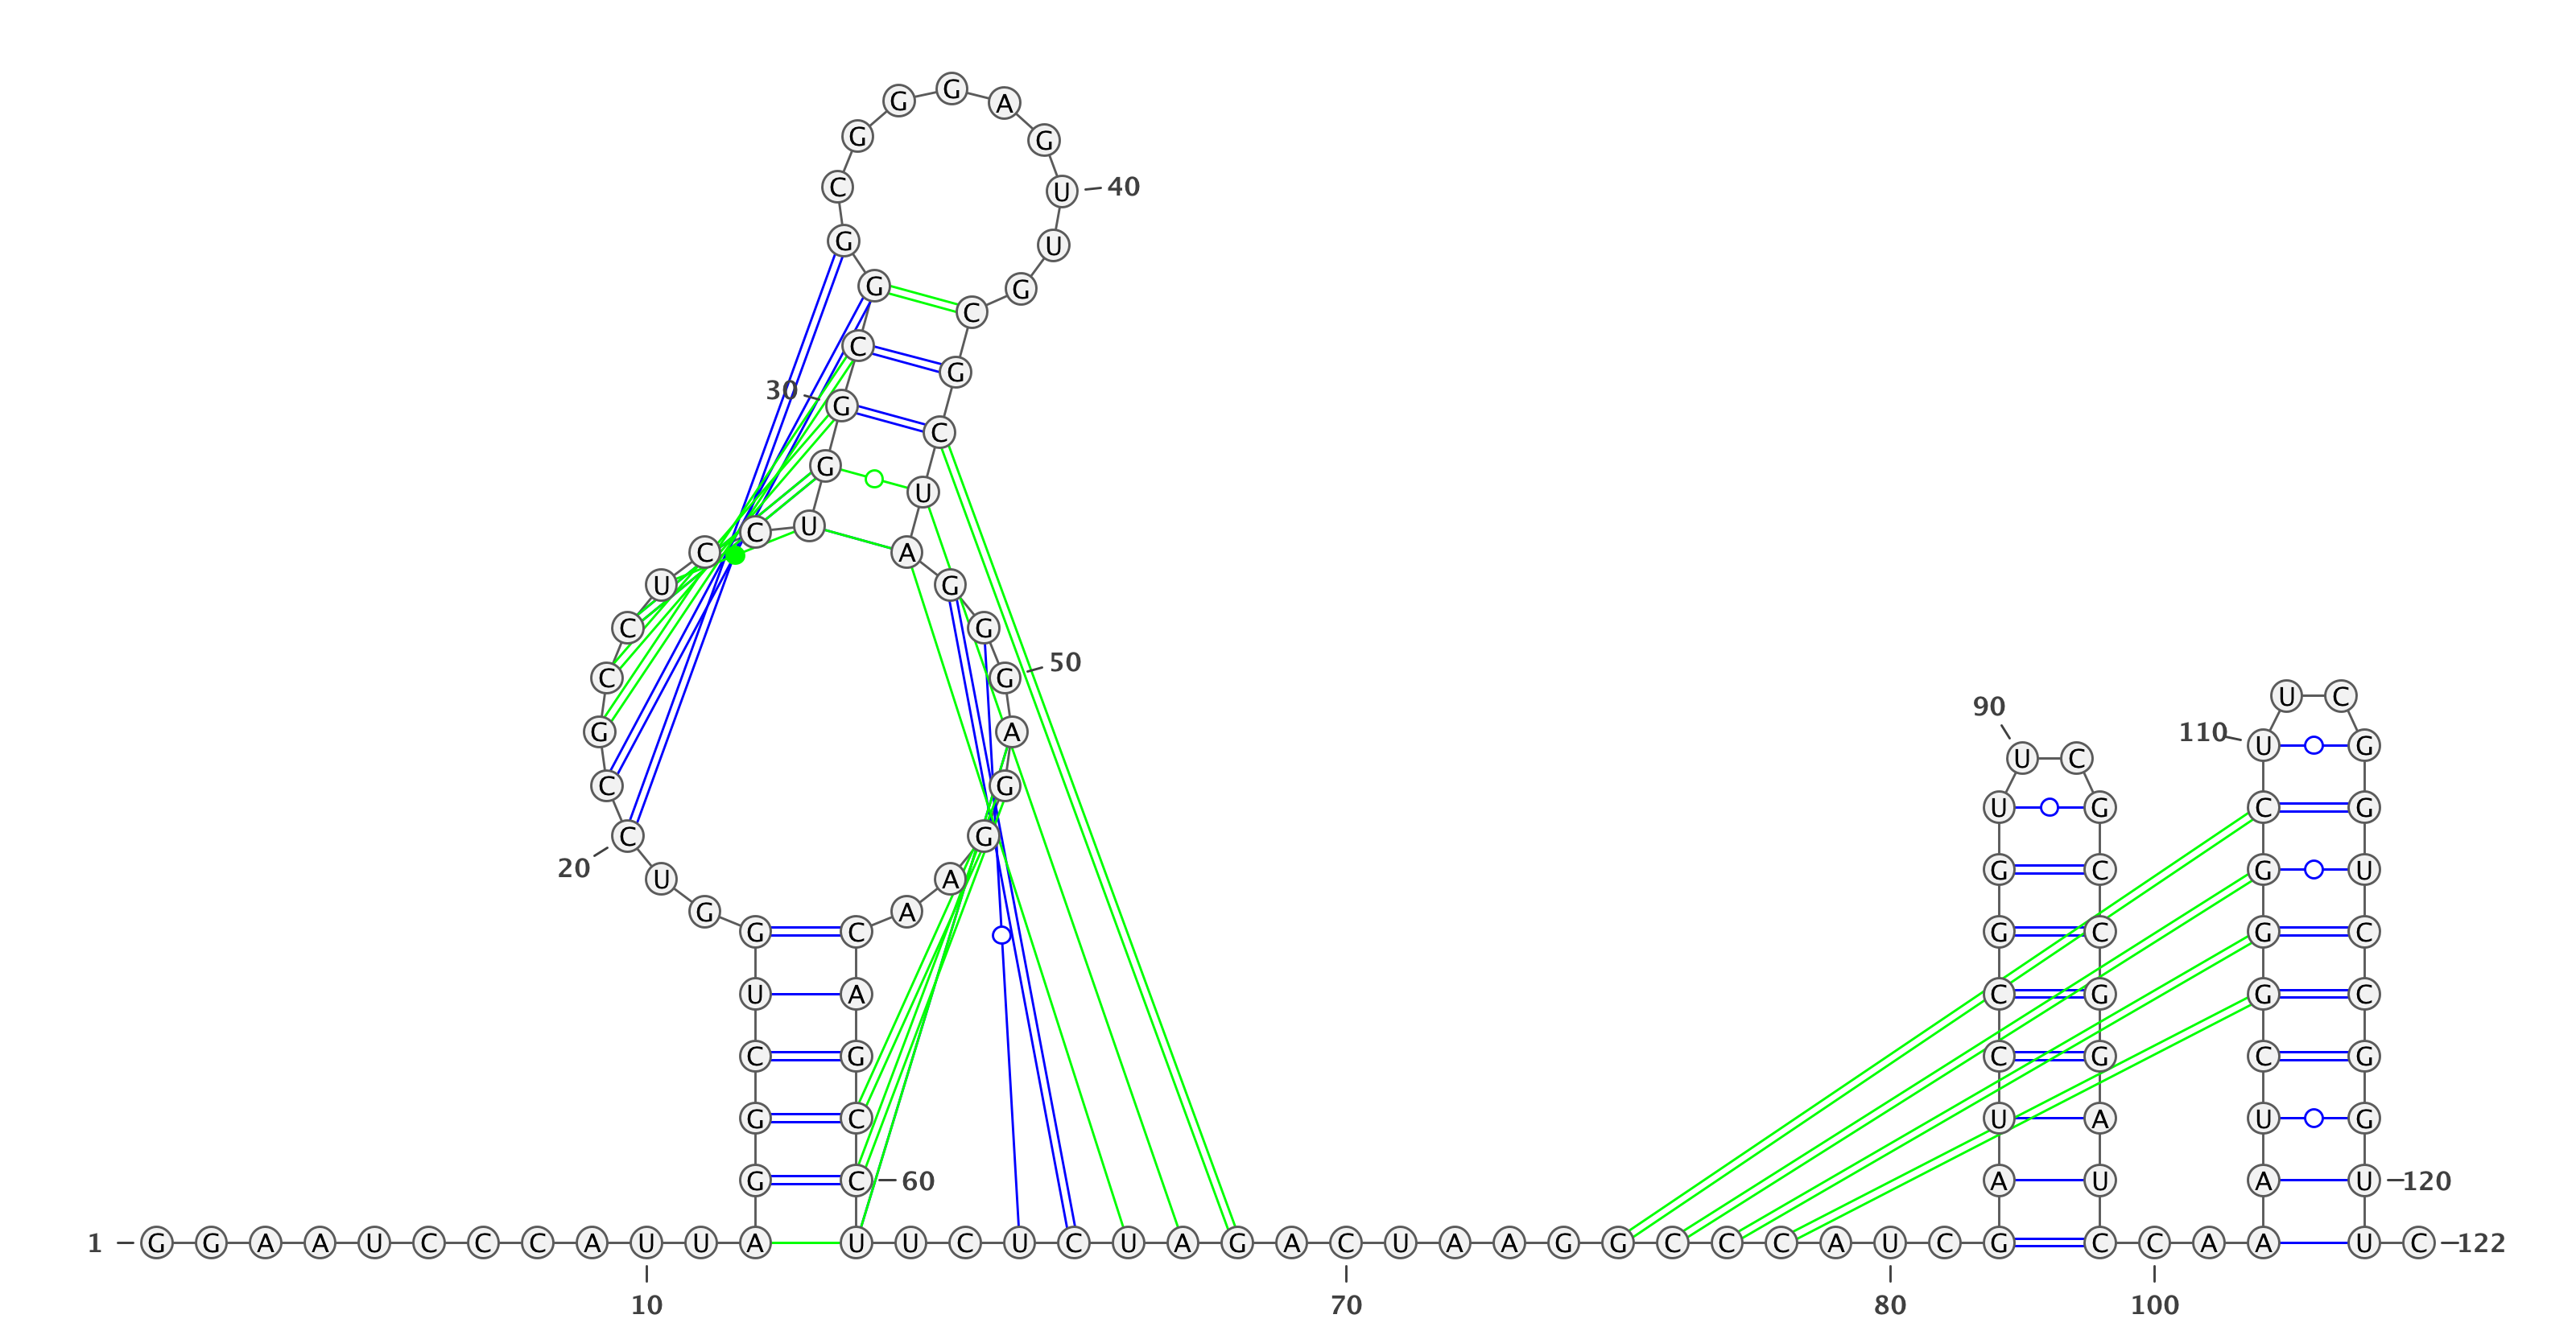 G G A
G G
C U 40
G U
G G
C
C
G
30 G
C
G
U
C U
C A
U G
C G
50
C G
U C
90
G A 110
U G
U C
C G
U G C G
C G
20 G C G U
U A
G A
G C G C G C
U A C G G C
C G C G C G
G C U A U G
G C 60 A U A U 120
1 G G A A U C C C A U U A U U C U C U A G A C U A A G G C C C A U C G C C A A U C 122
10 70 80 100